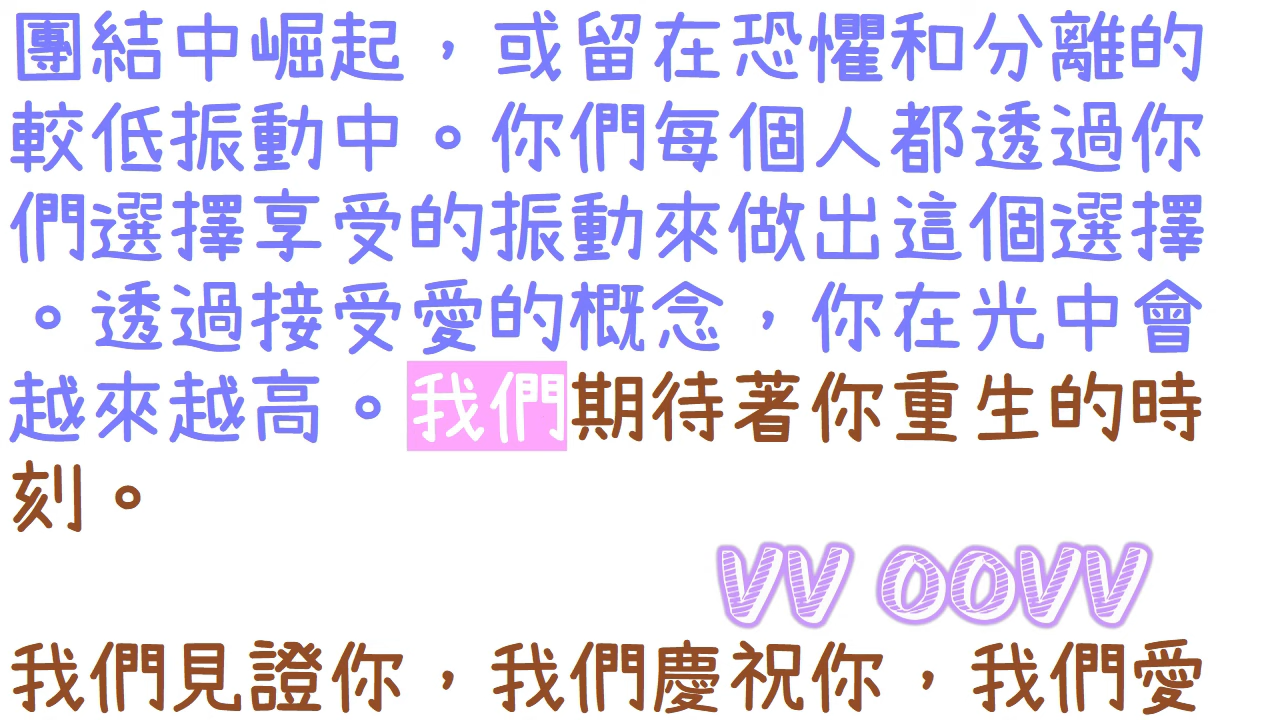 團結中崛起，或留在恐懼和分離的
較低振動中。你們每個人都透過你
們選擇享受的振動來做出這個選擇
。透過接受愛的概念，你在光中會
越來越高。我們期待著你重生的時
刻。
VV OOVV
我們見證你，我們慶祝你，我們愛